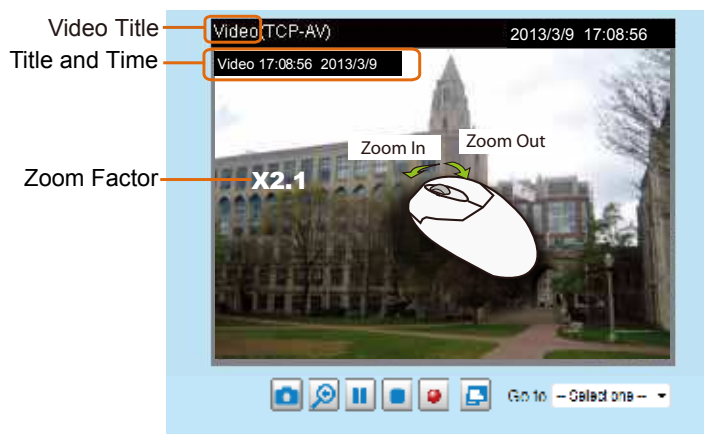 Video Title
Video(TCP-AV) 2013/3/9 17:08:56
Title and Time
Video 17:08:56 2013/3/9
Zoom In Zoom Out
Zoom Factor
X2.1
Go to -- Select one --